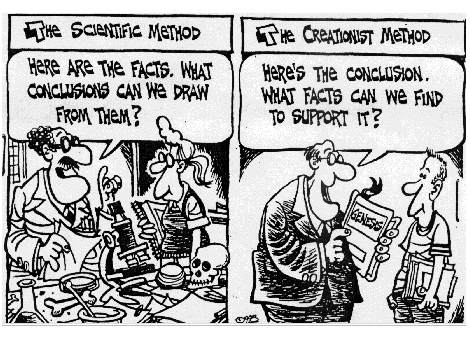 The Scientific Method
Here are the facts. What
conclusions can we draw
from them?
The Creationist Method
Here's the conclusion.
What facts can we find
to support it?
GENESIS